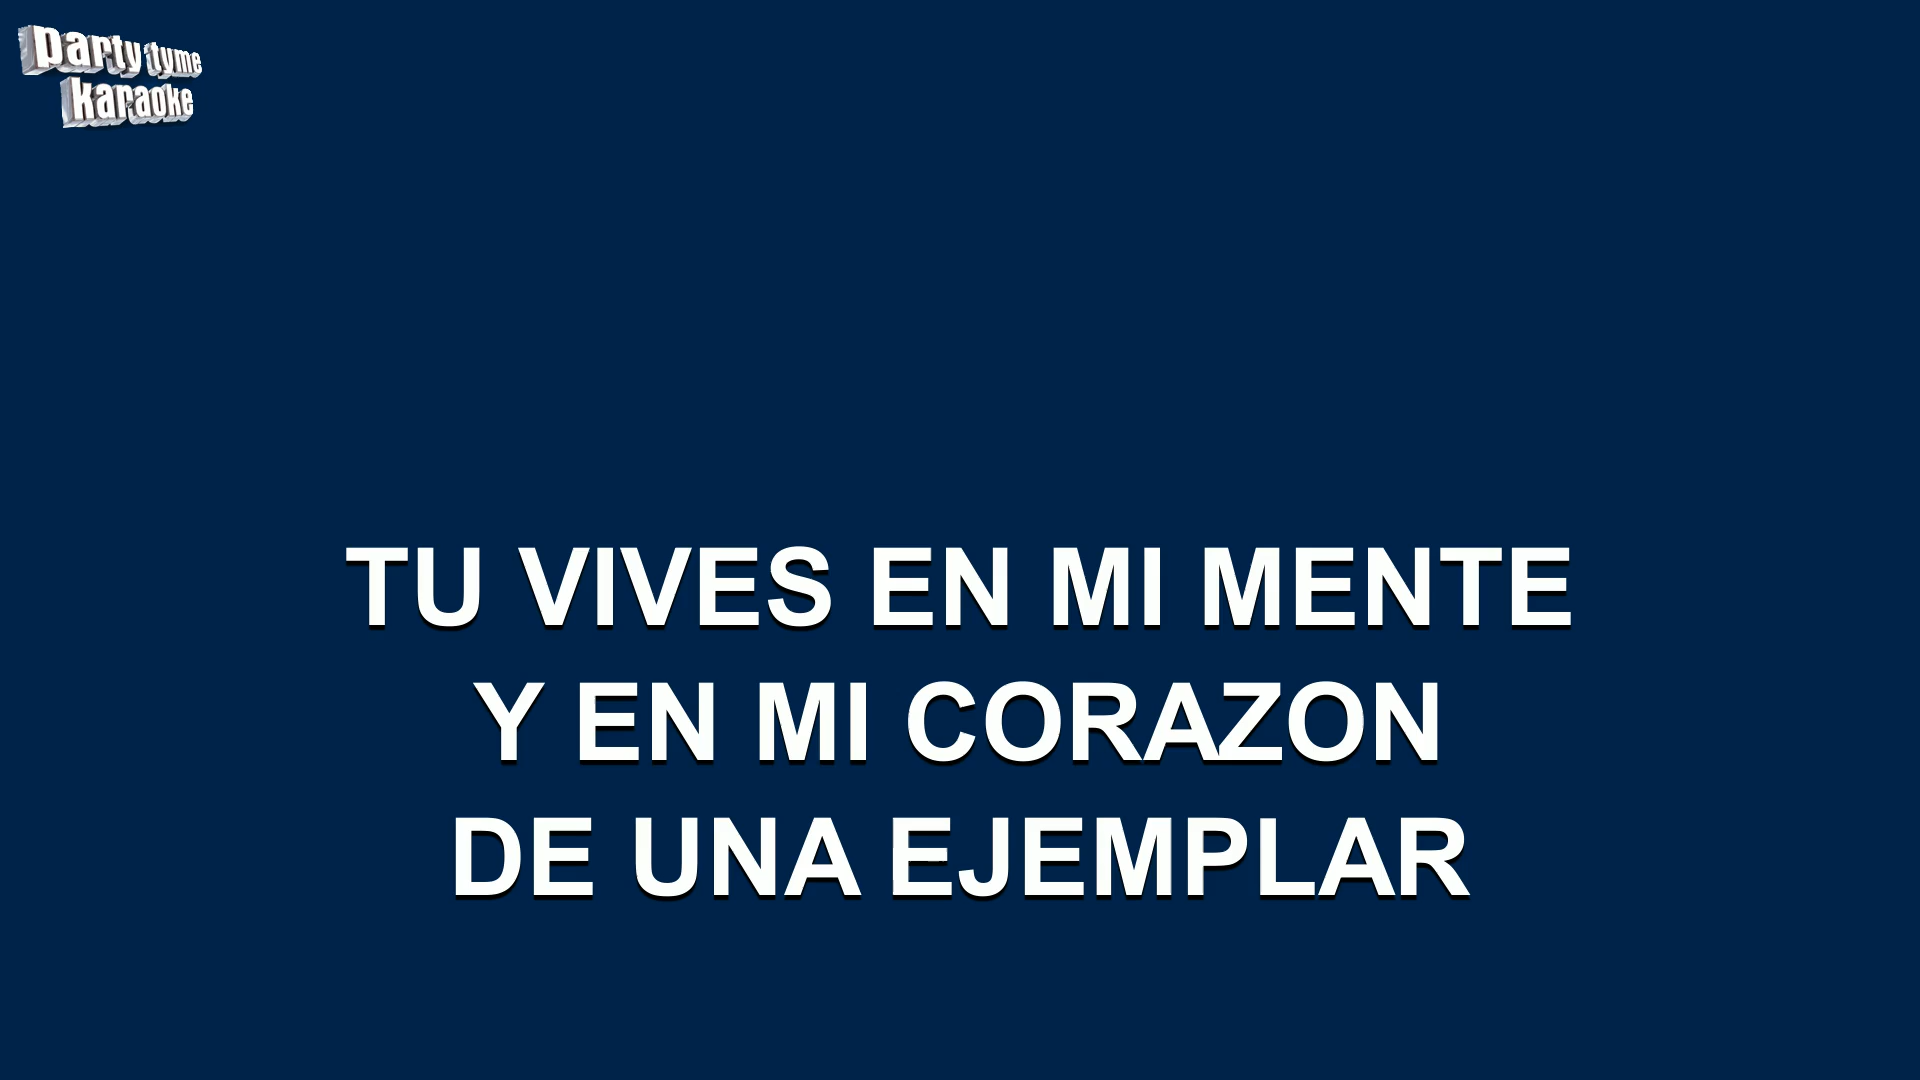 party tyme
karaoke
TU VIVES EN MI MENTE
Y EN MI CORAZON
DE UNA EJEMPLAR